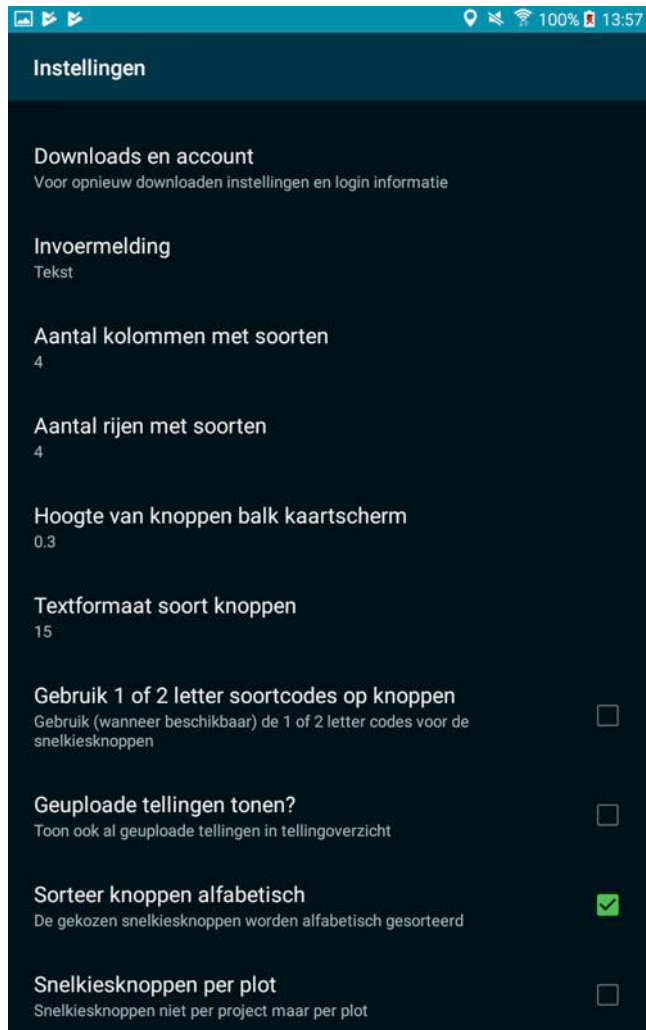 100% 13:57
Instellingen
Downloads en account
Voor opnieuw downloaden instellingen en login informatie
Invoermelding
Tekst
Aantal kolommen met soorten
4
Aantal rijen met soorten
4
Hoogte van knoppen balk kaartscherm
0.3
Textformaat soort knoppen
15
Gebruik 1 of 2 letter soortcodes op knoppen
Gebruik (wanneer beschikbaar) de 1 of 2 letter codes voor de
snelkiesknoppen
Geuploade tellingen tonen?
Toon ook al geuploade tellingen in tellingoverzicht
Sorteer knoppen alfabetisch
De gekozen snelkiesknoppen worden alfabetisch gesorteerd
Snelkiesknoppen per plot
Snelkiesknoppen niet per project maar per plot